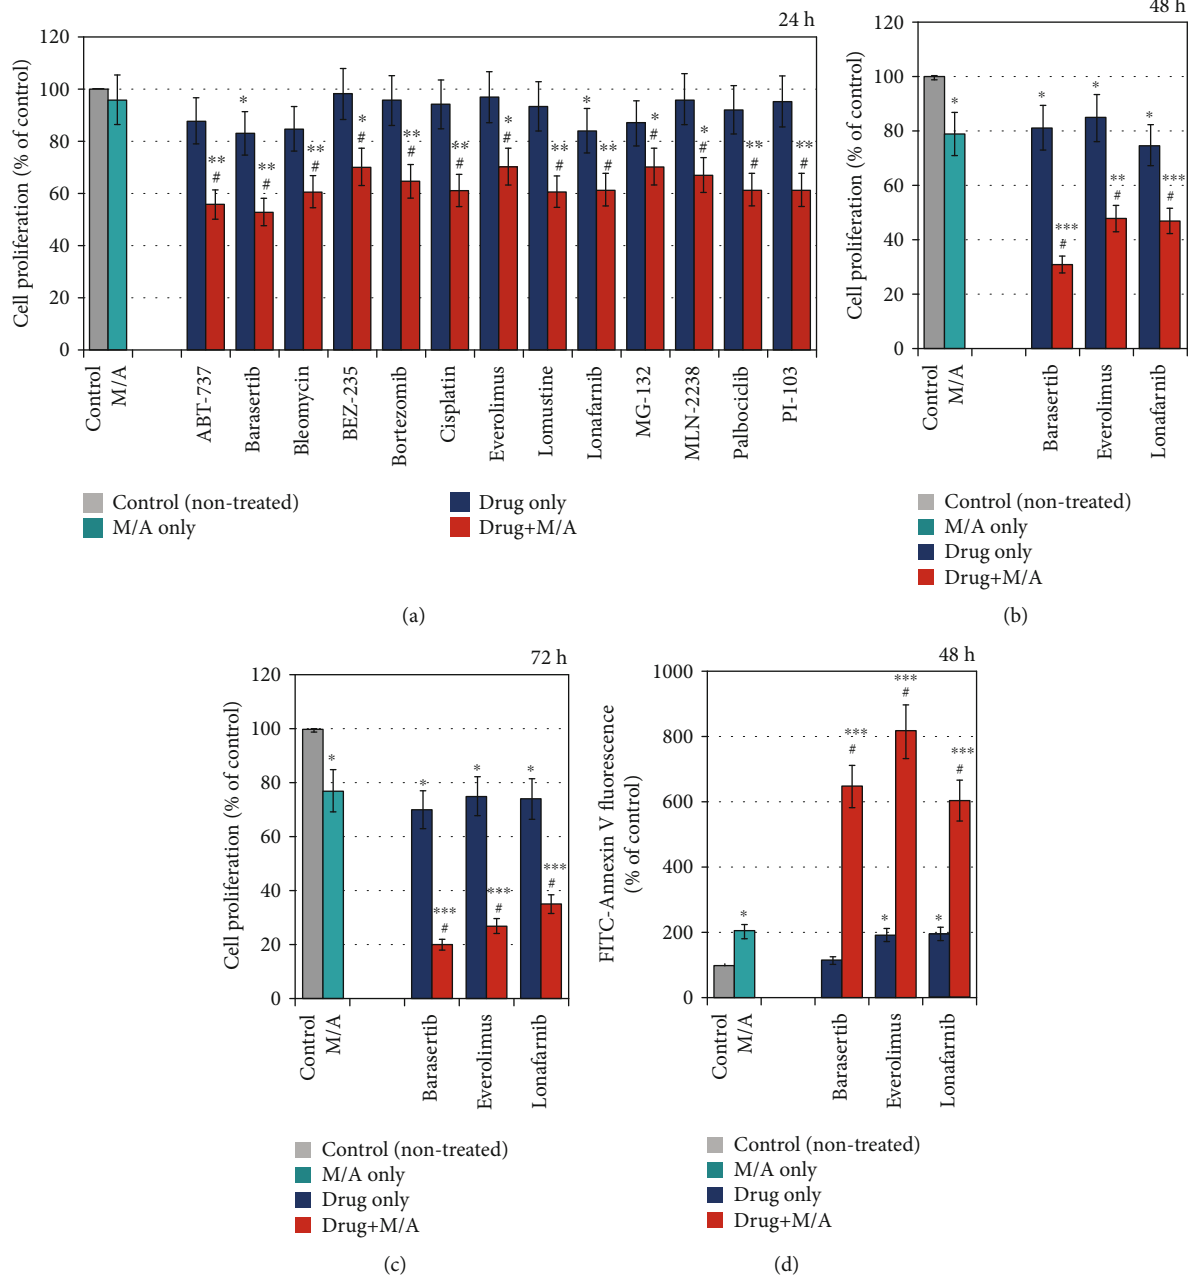 24 h
Cell proliferation (% of control)
120
100
80
60
40
20
0
* ** # ** # ** # * # ** # ** # * # ** # * ** # * # * # ** # ** #
Control
M/A
ABT-737
Barasertib
Bleomycin
BEZ-235
Bortezomib
Cisplatin
Everolimus
Lomustine
Lonafarnib
MG-132
MLN-2238
Palbocidib
PI-103
Control (non-treated)
M/A only
Drug only
Drug+M/A
(a)
48 h
Cell proliferation (% of control)
120
100
80
60
40
20
0
* * *** # * ** # * *** #
Control
M/A
Barasertib
Everolimus
Lonafarnib
Control (non-treated)
M/A only
Drug only
Drug+M/A
(b)
72 h
Cell proliferation (% of control)
120
100
80
60
40
20
0
* * *** # * *** # * *** #
Control
M/A
Barasertib
Everolimus
Lonafarnib
Control (non-treated)
M/A only
Drug only
Drug+M/A
(c)
48 h
FITC-Annexin V fluorescence
(% of control)
1000
800
600
400
200
0
* *** # * *** # * *** #
Control
M/A
Barasertib
Everolimus
Lonafarnib
Control (non-treated)
M/A only
Drug only
Drug+M/A
(d)